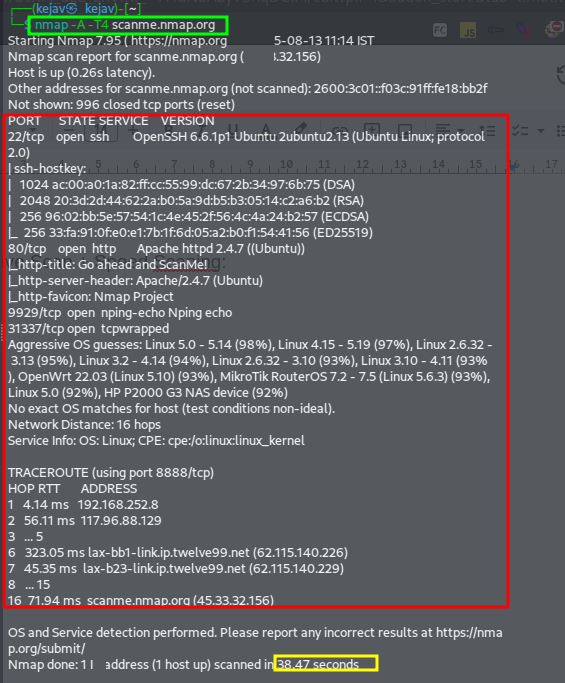 (kejav㉿ kejav)-[~]
$ nmap -A -T4 scanme.nmap.org
Starting Nmap 7.95 ( https://nmap.org 5-08-13 11:14 IST
Nmap scan report for scanme.nmap.org ( .32.156)
Host is up (0.26s latency).
Other addresses for scanme.nmap.org (not scanned): 2600:3c01::f03c:91ff:fe18:bb2f
Not shown: 996 closed tcp ports (reset)
PORT STATE SERVICE VERSION
22/tcp open ssh OpenSSH 6.6.1p1 Ubuntu 2ubuntu2.13 (Ubuntu Linux; protocol
2.0)
| ssh-hostkey:
| 1024 ac:00:a0:1a:82:ff:cc:55:99:dc:67:2b:34:97:6b:75 (DSA)
| 2048 20:3d:2d:44:62:2a:b0:5a:9d:b5:b3:05:14:c2:a6:b2 (RSA)
| 256 96:02:bb:5e:57:54:1c:4e:45:2f:56:4c:4a:24:b2:57 (ECDSA)
|_ 256 33:fa:91:0f:e0:e1:7b:1f:6d:05:a2:b0:f1:54:41:56 (ED25519)
80/tcp open http Apache httpd 2.4.7 ((Ubuntu))
|_http-title: Go ahead and ScanMe!
|_http-server-header: Apache/2.4.7 (Ubuntu)
|_http-favicon: Nmap Project
9929/tcp open nping-echo Nping echo
31337/tcp open tcpwrapped
Aggressive OS guesses: Linux 5.0 - 5.14 (98%), Linux 4.15 - 5.19 (97%), Linux 2.6.32 -
- 3.13 (95%), Linux 3.2 - 4.14 (94%), Linux 2.6.32 - 3.10 (93%), Linux 3.10 - 4.11 (93%
), OpenWrt 22.03 (Linux 5.10) (93%), MikroTik RouterOS 7.2 - 7.5 (Linux 5.6.3) (93%),
Linux 5.0 (92%), HP P2000 G3 NAS device (92%)
No exact OS matches for host (test conditions non-ideal).
Network Distance: 16 hops
Service Info: OS: Linux; CPE: cpe:/o:linux:linux_kernel
TRACEROUTE (using port 8888/tcp)
HOP RTT ADDRESS
1 4.14 ms 192.168.252.8
2 56.11 ms 117.96.88.129
3 ... 5
6 323.05 ms lax-bb1-link.ip.twelve99.net (62.115.140.226)
7 45.35 ms lax-b23-link.ip.twelve99.net (62.115.140.229)
8 ... 15
16 71.94 ms scanme.nmap.org (45.33.32.156)
OS and Service detection performed. Please report any incorrect results at https://nma
p.org/submit/
Nmap done: 1 address (1 host up) scanned in 38.47 seconds